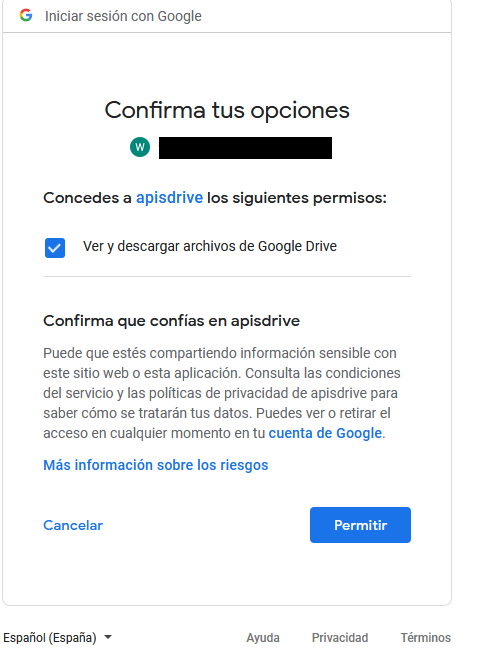 Iniciar sesión con Google
Confirma tus opciones
W
Concedes a apisdrive los siguientes permisos:
Ver y descargar archivos de Google Drive
Confirma que confías en apisdrive
Puede que estés compartiendo información sensible con
este sitio web o esta aplicación. Consulta las condiciones
del servicio y las políticas de privacidad de apisdrive para
saber cómo se tratarán tus datos. Puedes ver o retirar el
acceso en cualquier momento en tu cuenta de Google.
Más información sobre los riesgos
Cancelar Permitir
Español (España) Ayuda Privacidad Términos